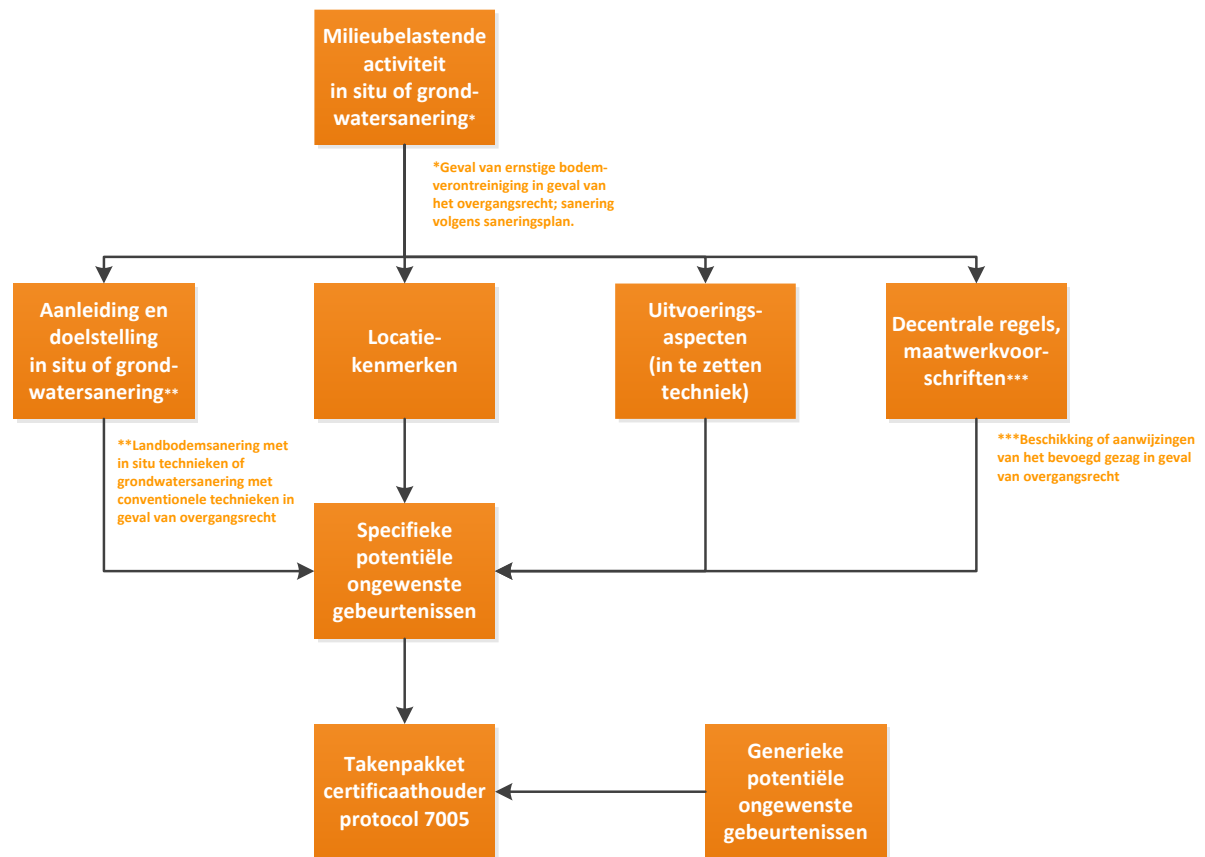 Milieubelastende
activiteit
in situ of grond-
watersanering*
*Geval van ernstige bodem-
verontreiniging in geval van
het overgangsrecht; sanering
volgens saneringsplan.
Aanleiding en
doelstelling
in situ of grond-
watersanering**
Locatie-
kenmerken
Uitvoerings-
aspecten
(in te zetten
techniek)
Decentrale regels,
maatwerkvoor-
schriften***
**Landbodemsanering met
in situ technieken of
grondwatersanering met
conventionele technieken in
geval van overgangsrecht
***Beschikking of aanwijzingen
van het bevoegd gezag in geval
van overgangsrecht
Specifieke
potentiële
ongewenste
gebeurtenissen
Takenpakket
certificaathouder
protocol 7005
Generieke
potentiële
ongewenste
gebeurtenissen